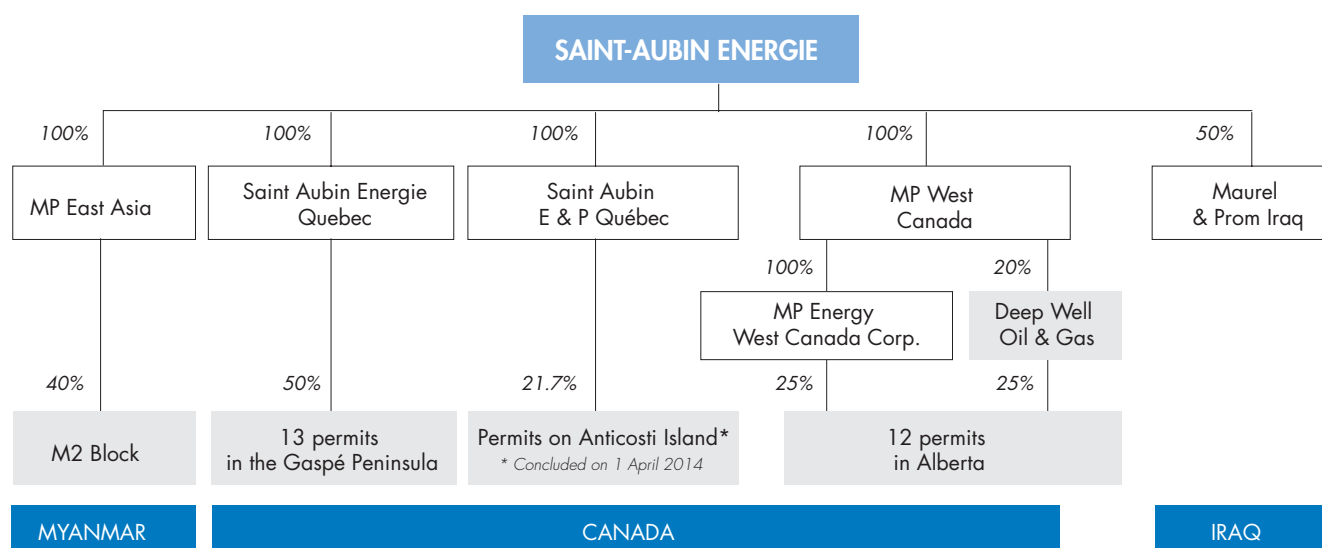 SAINT-AUBIN ENERGIE
100%
100%
100%
100%
50%
MP East Asia
Saint Aubin Energie
Quebec
Saint Aubin
E & P Québec
MP West
Canada
Maurel
& Prom Iraq
100%
20%
MP Energy
West Canada Corp.
Deep Well
Oil & Gas
40%
50%
21.7%
25%
25%
M2 Block
13 permits
in the Gaspé Peninsula
Permits on Anticosti Island*
* Concluded on 1 April 2014
12 permits
in Alberta
MYANMAR
CANADA
IRAQ